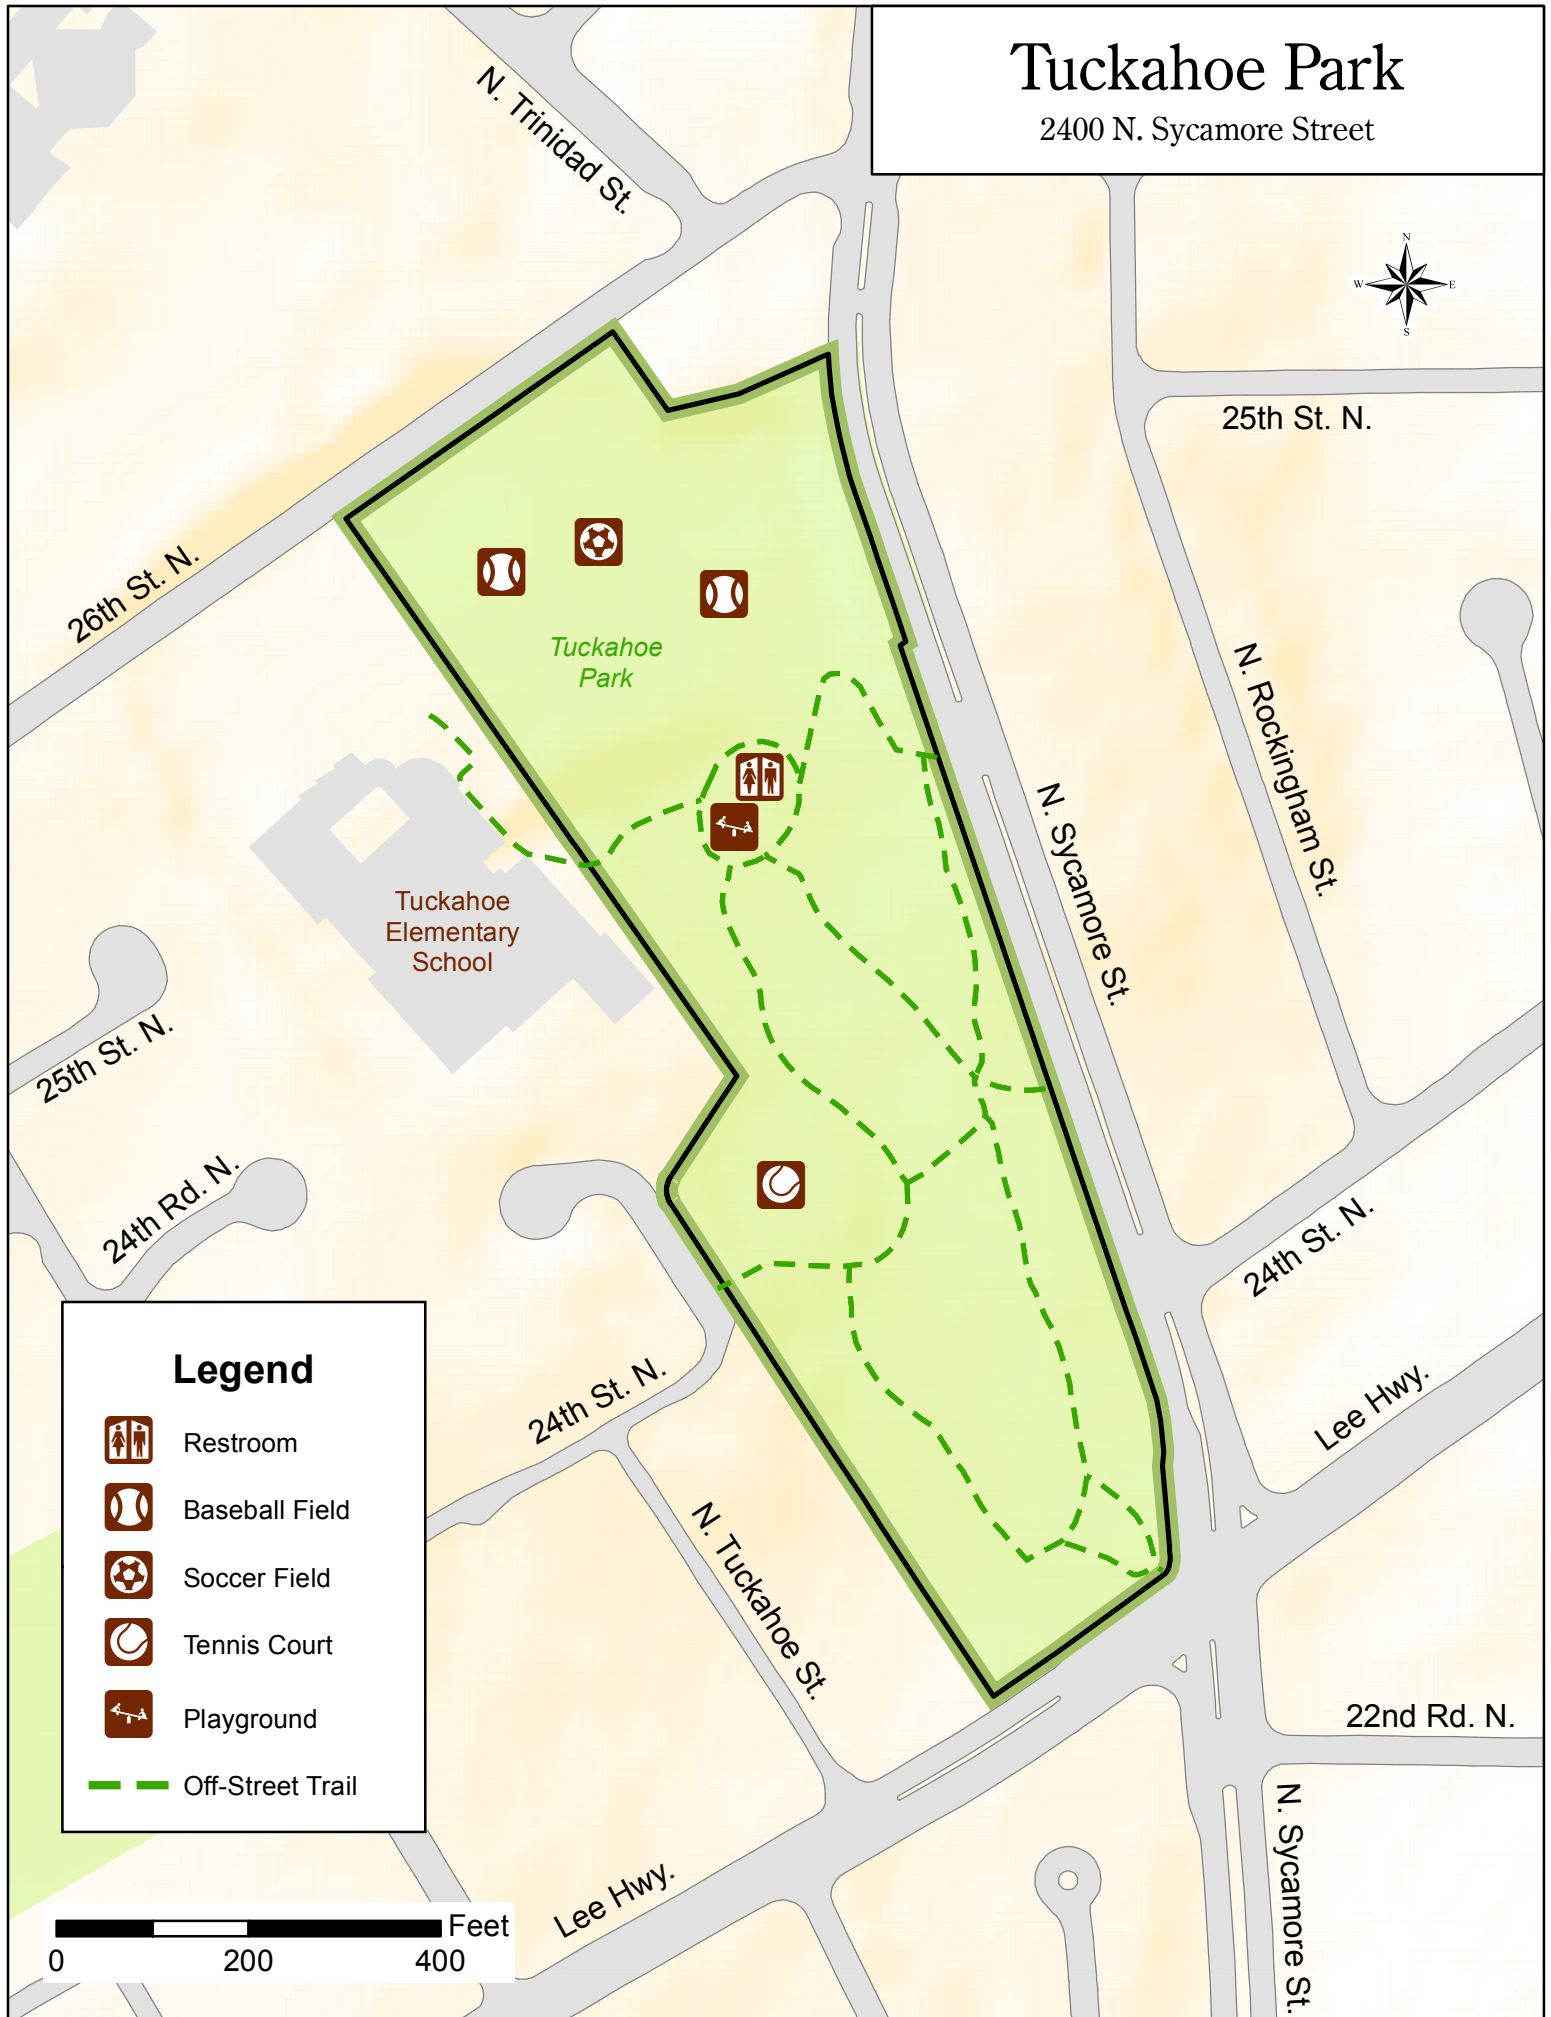 Tuckahoe Park
2400 N. Sycamore Street
N. Trinidad St.
N
W
E
S
25th St. N.
26th St. N.
Tuckahoe
Park
N. Rockingham St.
N. Sycamore St.
Tuckahoe
Elementary
School
25th St. N.
24th Rd. N.
24th St. N.
24th St. N.
Lee Hwy.
N. Tuckahoe St.
22nd Rd. N.
N. Sycamore St.
Lee Hwy.
Legend
Restroom
Baseball Field
Soccer Field
Tennis Court
Playground
Off-Street Trail
Feet
0
200
400